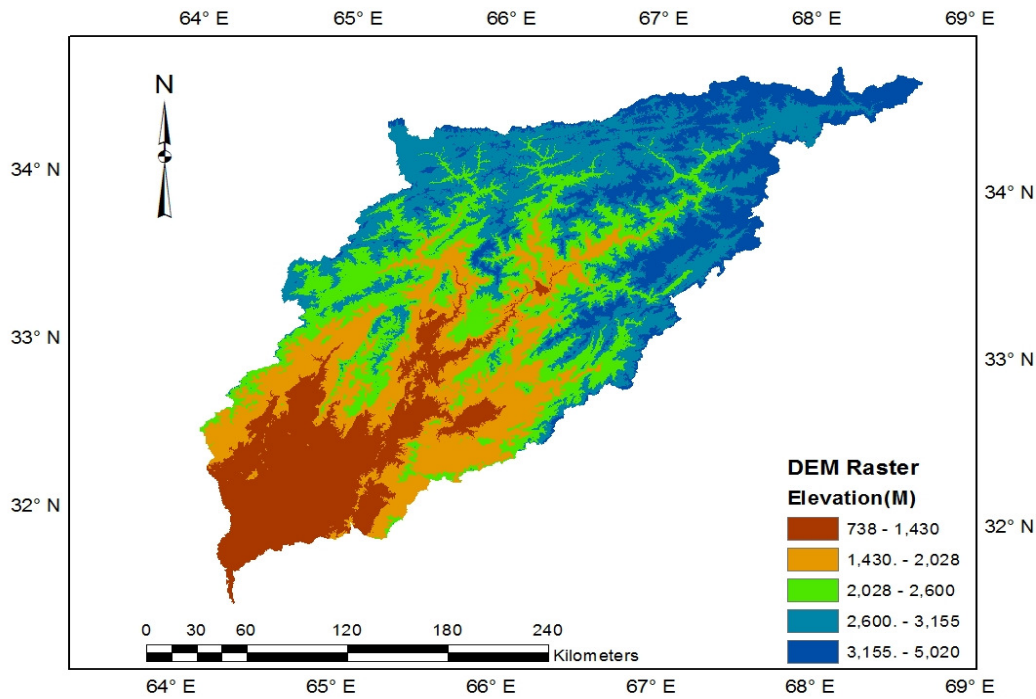 64° E 65° E 66° E 67° E 68° E 69° E
N
34° N 34° N
33° N 33° N
32° N 32° N
DEM Raster
Elevation(M)
738 - 1,430
1,430. - 2,028
2,028 - 2,600
2,600. - 3,155
3,155. - 5,020
0 30 60 120 180 240
Kilometers
64° E 65° E 66° E 67° E 68° E 69° E